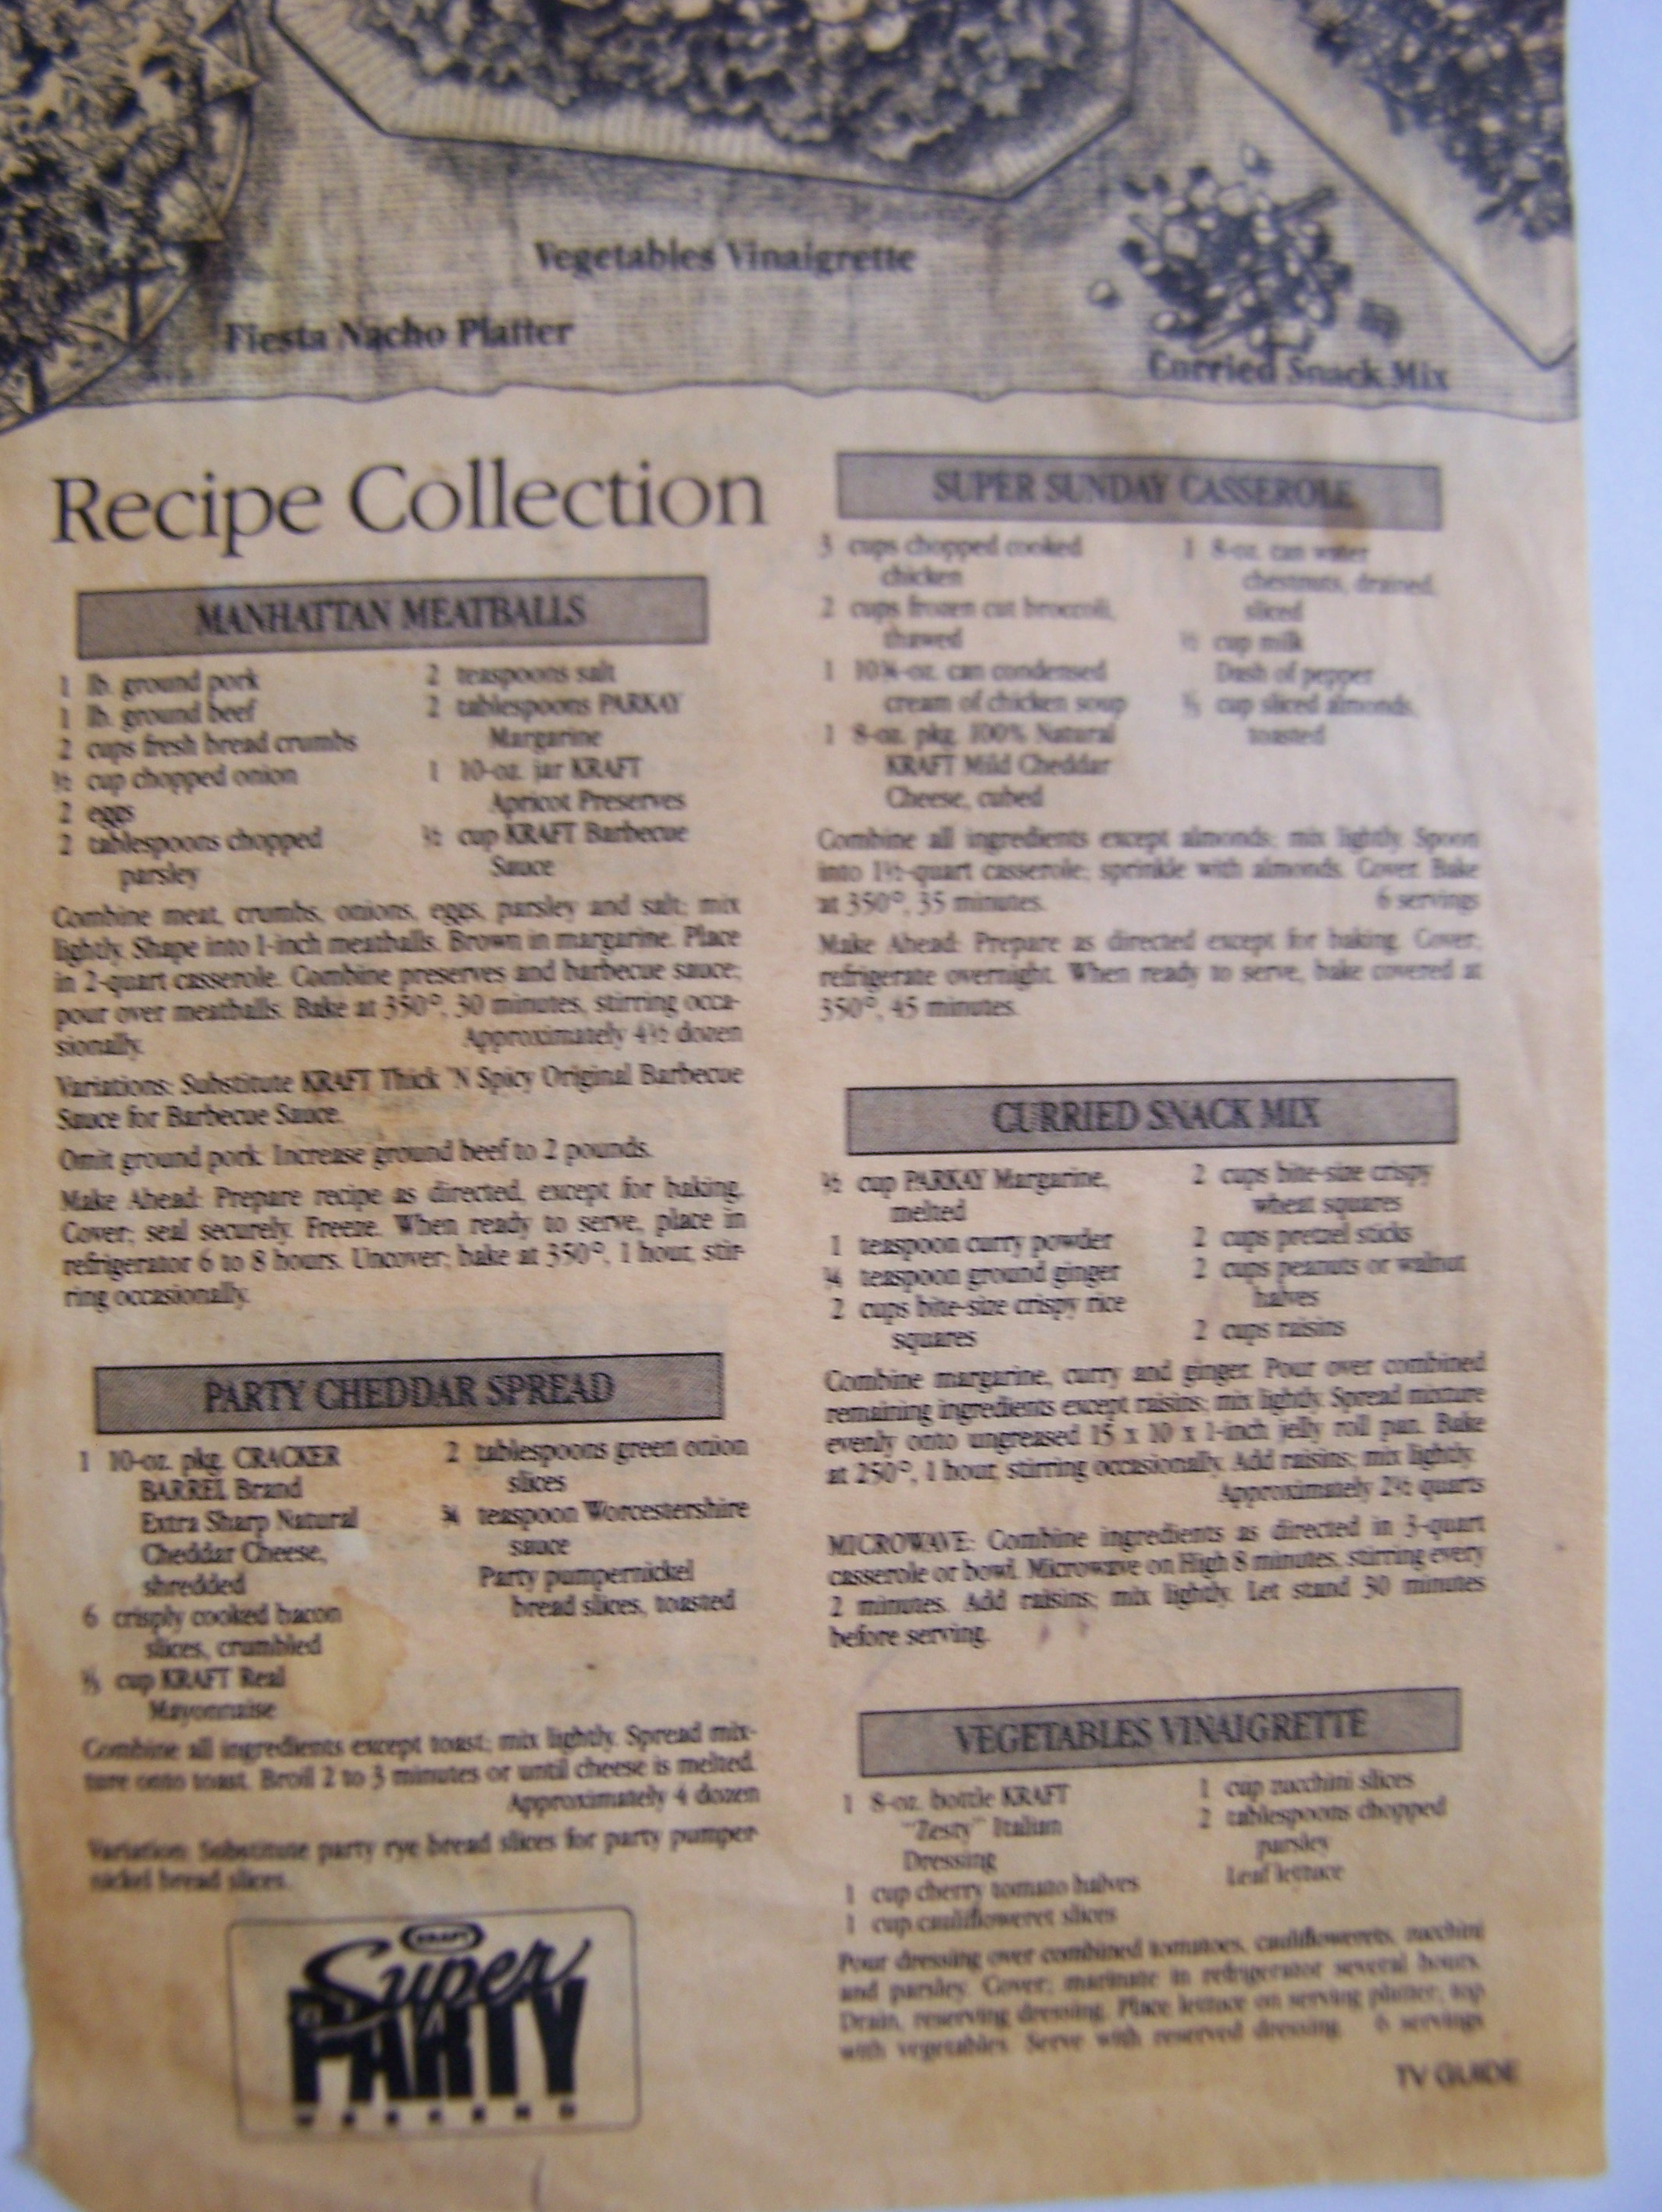 Vegetables Vinaigrette
Fiesta Nacho Platter
Curried Snack Mix
Recipe Collection
MANHATTAN MEATBALLS
1 lb. ground pork
1 lb. ground beef
2 cups fresh bread crumbs
½ cup chopped onion
2 eggs
2 tablespoons chopped
parsley
2 teaspoons salt
2 tablespoons PARKAY
Margarine
1 10-oz. jar KRAFT
Apricot Preserves
½ cup KRAFT Barbecue
Sauce
Combine meat, crumbs, onions, eggs, parsley and salt; mix
lightly. Shape into 1-inch meatballs. Brown in margarine. Place
in 2-quart casserole. Combine preserves and barbecue sauce;
pour over meatballs. Bake at 350°, 30 minutes, stirring occa-
sionally. Approximately 4½ dozen
Variations: Substitute KRAFT Thick 'N Spicy Original Barbecue
Sauce for Barbecue Sauce.
Omit ground pork. Increase ground beef to 2 pounds.
Make Ahead: Prepare recipe as directed, except for baking.
Cover; seal securely. Freeze. When ready to serve, place in
refrigerator 6 to 8 hours. Uncover; bake at 350°, 1 hour, stir-
ring occasionally.
PARTY CHEDDAR SPREAD
1 10-oz. pkg. CRACKER
BARREL Brand
Extra Sharp Natural
Cheddar Cheese,
shredded
6 crisply cooked bacon
slices, crumbled
cup KRAFT Real
Mayonnaise
2 tablespoons green onion
slices
teaspoon Worcestershire
sauce
Party pumpernickel
bread slices, toasted
Combine all ingredients except toast; mix lightly. Spread mix-
ture onto toast. Broil 2 to 3 minutes or until cheese is melted.
Approximately 4 dozen
Variation: Substitute party rye bread slices for party pumper-
nickel bread slices.
KRAFT
Super
PARTY
WEEKEND
SUPER SUNDAY CASSEROLE
3 cups chopped cooked
chicken
2 cups frozen cut broccoli,
thawed
1 10¾-oz. can condensed
cream of chicken soup
1 8-oz. pkg. 100% Natural
KRAFT Mild Cheddar
Cheese, cubed
1 8-oz. can water
chestnuts, drained,
sliced
½ cup milk
Dash of pepper
cup sliced almonds,
toasted
Combine all ingredients except almonds; mix lightly. Spoon
into 1½-quart casserole; sprinkle with almonds. Cover. Bake
at 350°, 35 minutes. 6 servings
Make Ahead: Prepare as directed except for baking. Cover;
refrigerate overnight. When ready to serve, bake covered at
350°, 45 minutes.
CURRIED SNACK MIX
½ cup PARKAY Margarine,
melted
1 teaspoon curry powder
¼ teaspoon ground ginger
2 cups bite-size crispy rice
squares
2 cups bite-size crispy
wheat squares
2 cups pretzel sticks
2 cups peanuts or walnut
halves
2 cups raisins
Combine margarine, curry and ginger. Pour over combined
remaining ingredients except raisins; mix lightly. Spread mixture
evenly onto ungreased 15 x 10 x 1-inch jelly roll pan. Bake
at 250°, 1 hour, stirring occasionally. Add raisins; mix lightly.
Approximately 2½ quarts
MICROWAVE: Combine ingredients as directed in 3-quart
casserole or bowl. Microwave on High 8 minutes, stirring every
2 minutes. Add raisins; mix lightly. Let stand 30 minutes
before serving.
VEGETABLES VINAIGRETTE
1 8-oz. bottle KRAFT
"Zesty" Italian
Dressing
1 cup cherry tomato halves
1 cup caulifloweret slices
1 cup zucchini slices
2 tablespoons chopped
parsley
Leaf lettuce
Pour dressing over combined tomatoes, cauliflowerets, zucchini
and parsley. Cover; marinate in refrigerator several hours.
Drain, reserving dressing. Place lettuce on serving platter; top
with vegetables. Serve with reserved dressing. 6 servings
TV GUIDE